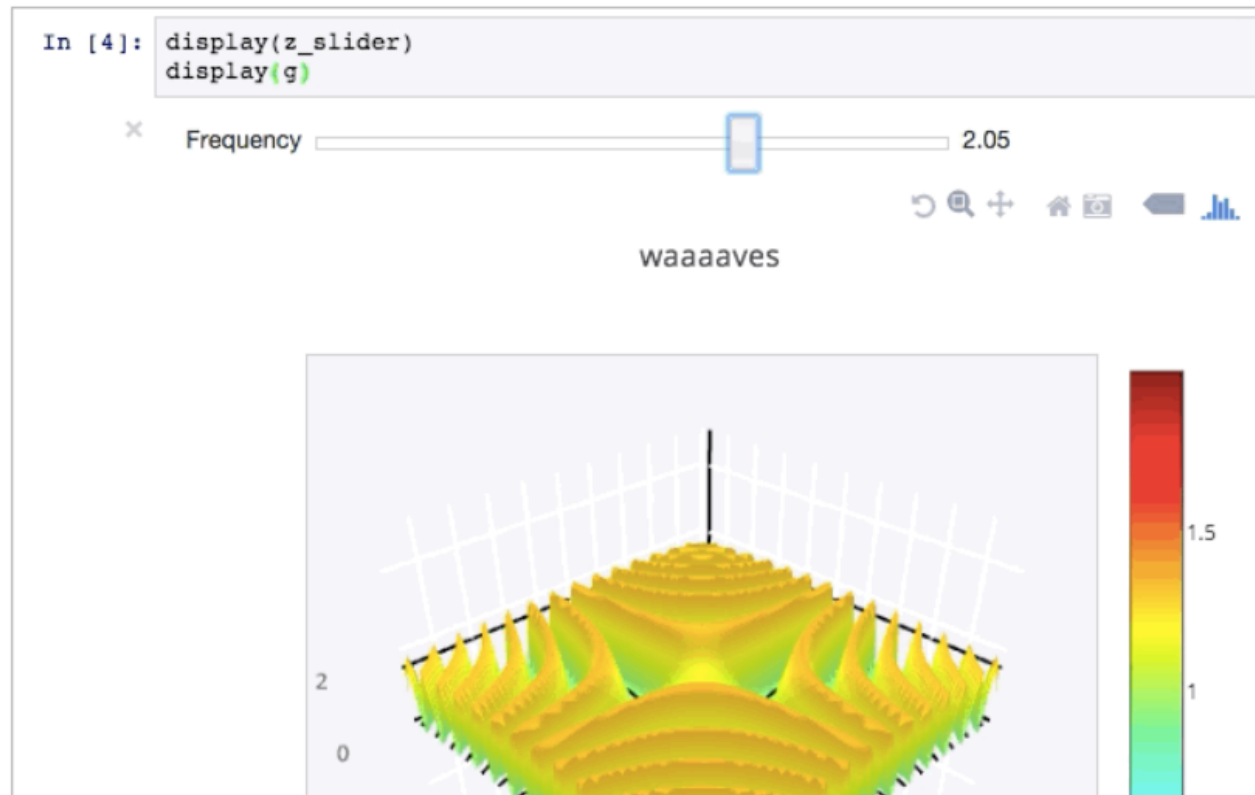 In [4]: display(z_slider)
display(g)
×
Frequency 2.05
waaaaves
1.5
2
1
0